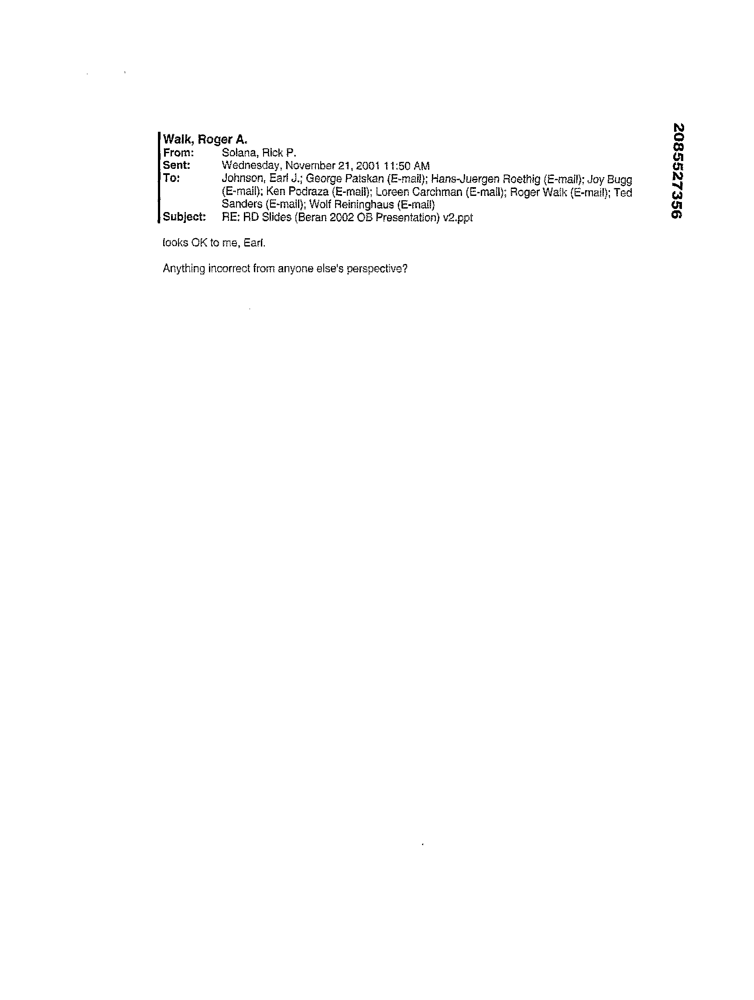 Walk, Roger A.
From: Solana, Rick P.
Sent: Wednesday, November 21, 2001 11:50 AM
To: Johnson, Earl J.; George Patskan (E-mail); Hans-Juergen Roethig (E-mail); Joy Bugg
(E-mail); Ken Podraza (E-mail); Loreen Carchman (E-mail); Roger Walk (E-mail); Ted
Sanders (E-mail); Wolf Reininghaus (E-mail)
Subject: RE: RD Slides (Beran 2002 OB Presentation) v2.ppt
looks OK to me, Earl.
Anything incorrect from anyone else's perspective?
2085527356